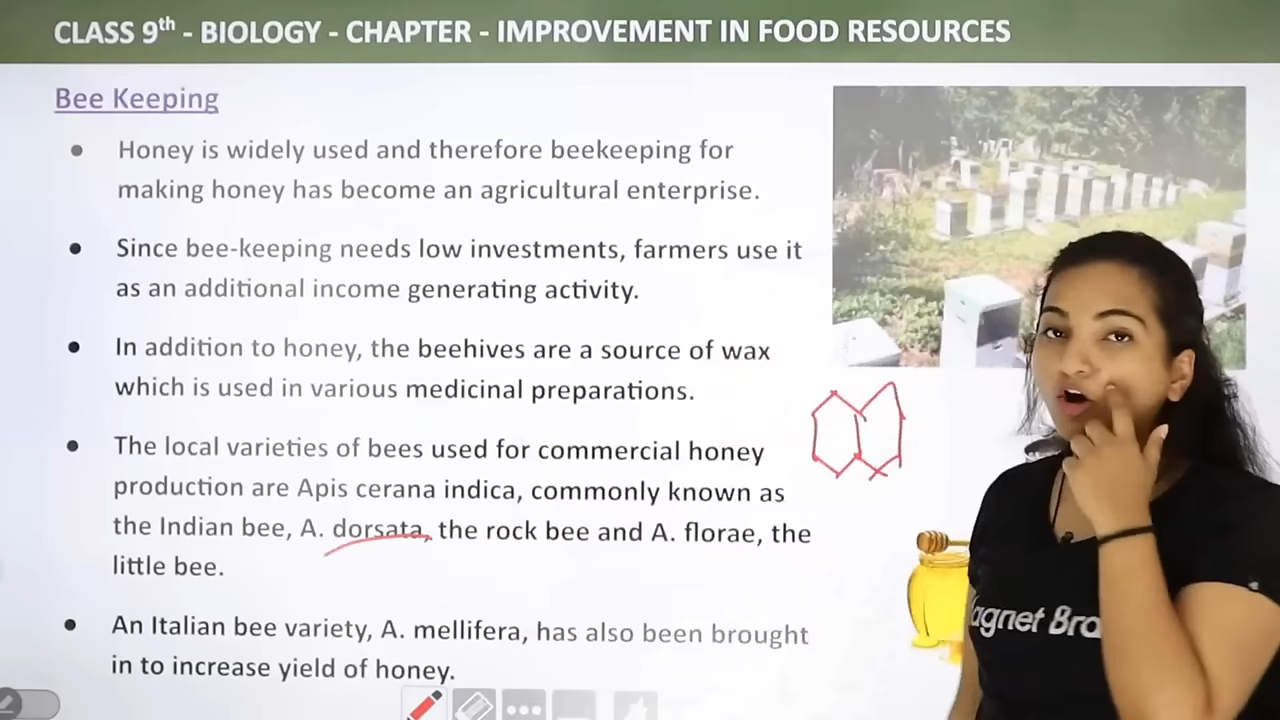 CLASS 9th - BIOLOGY - CHAPTER - IMPROVEMENT IN FOOD RESOURCES
Bee Keeping
• Honey is widely used and therefore beekeeping for
making honey has become an agricultural enterprise.
• Since bee-keeping needs low investments, farmers use it
as an additional income generating activity.
• In addition to honey, the beehives are a source of wax
which is used in various medicinal preparations.
• The local varieties of bees used for commercial honey
production are Apis cerana indica, commonly known as
the Indian bee, A. dorsata, the rock bee and A. florae, the
little bee.
• An Italian bee variety, A. mellifera, has also been brought
in to increase yield of honey.
agnet Bra